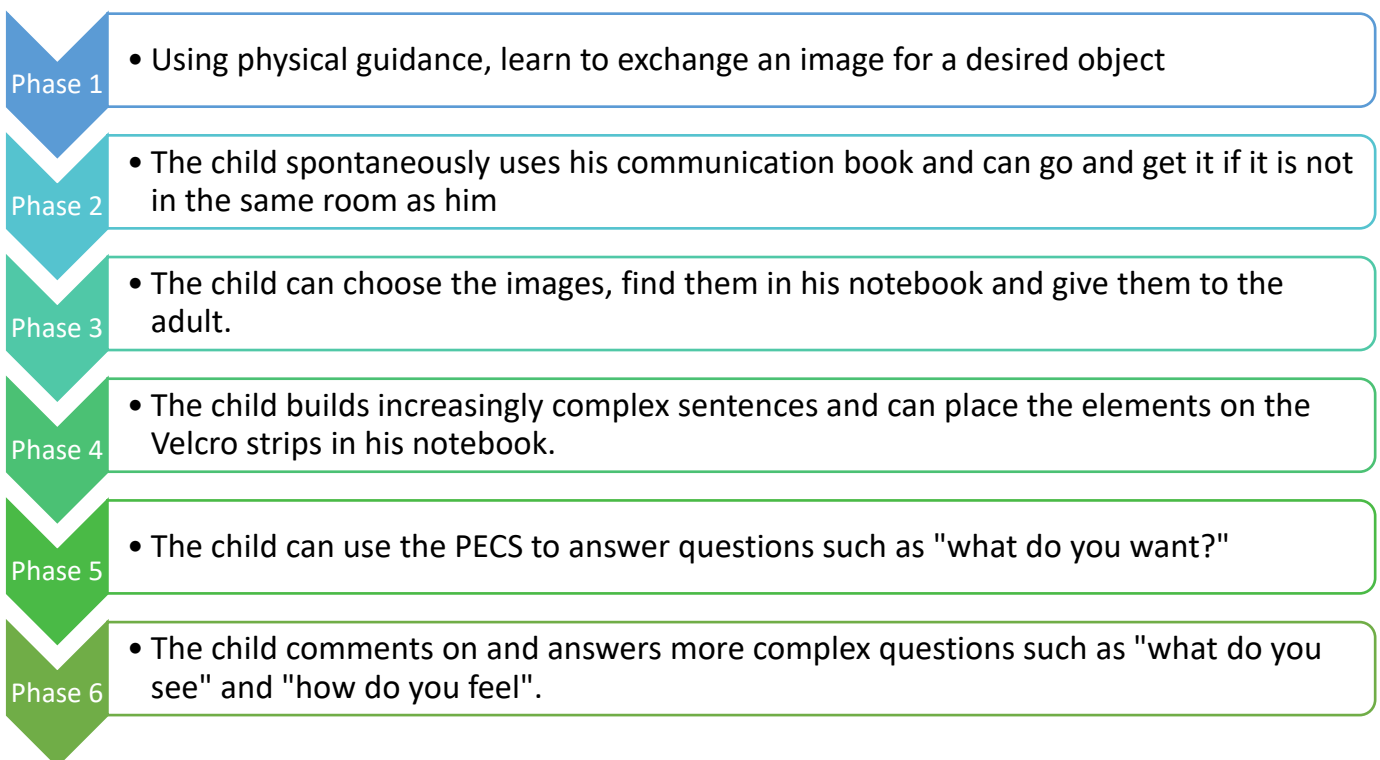 Phase 1
• Using physical guidance, learn to exchange an image for a desired object
Phase 2
• The child spontaneously uses his communication book and can go and get it if it is not
in the same room as him
Phase 3
• The child can choose the images, find them in his notebook and give them to the
adult.
Phase 4
• The child builds increasingly complex sentences and can place the elements on the
Velcro strips in his notebook.
Phase 5
• The child can use the PECS to answer questions such as "what do you want?"
Phase 6
• The child comments on and answers more complex questions such as "what do you
see" and "how do you feel".